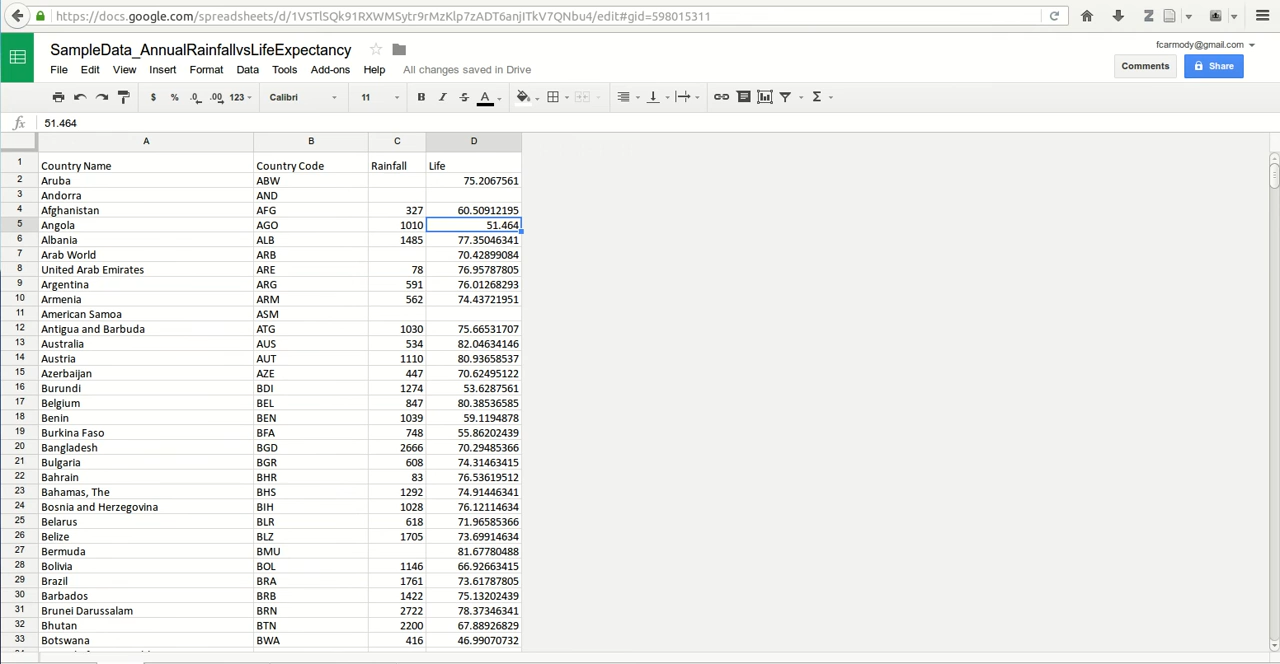 https://docs.google.com/spreadsheets/d/1VSTlSQk91RXWMSytr9rMzKlp7zADT6anjITkV7QNbu4/edit#gid=598015311
SampleData_AnnualRainfallvsLifeExpectancy
fcarmody@gmail.com
File Edit View Insert Format Data Tools Add-ons Help All changes saved in Drive
Comments Share
$ % .0 .00 123 Calibri 11 B I S A Σ
fx 51.464
A B C D
1 Country Name Country Code Rainfall Life
2 Aruba ABW 75.2067561
3 Andorra AND
4 Afghanistan AFG 327 60.50912195
5 Angola AGO 1010 51.464
6 Albania ALB 1485 77.35046341
7 Arab World ARB 70.42899084
8 United Arab Emirates ARE 78 76.95787805
9 Argentina ARG 591 76.01268293
10 Armenia ARM 562 74.43721951
11 American Samoa ASM
12 Antigua and Barbuda ATG 1030 75.66531707
13 Australia AUS 534 82.04634146
14 Austria AUT 1110 80.93658537
15 Azerbaijan AZE 447 70.62495122
16 Burundi BDI 1274 53.6287561
17 Belgium BEL 847 80.38536585
18 Benin BEN 1039 59.1194878
19 Burkina Faso BFA 748 55.86202439
20 Bangladesh BGD 2666 70.29485366
21 Bulgaria BGR 608 74.31463415
22 Bahrain BHR 83 76.53619512
23 Bahamas, The BHS 1292 74.91446341
24 Bosnia and Herzegovina BIH 1028 76.12114634
25 Belarus BLR 618 71.96585366
26 Belize BLZ 1705 73.69914634
27 Bermuda BMU 81.67780488
28 Bolivia BOL 1146 66.92663415
29 Brazil BRA 1761 73.61787805
30 Barbados BRB 1422 75.13202439
31 Brunei Darussalam BRN 2722 78.37346341
32 Bhutan BTN 2200 67.88926829
33 Botswana BWA 416 46.99070732